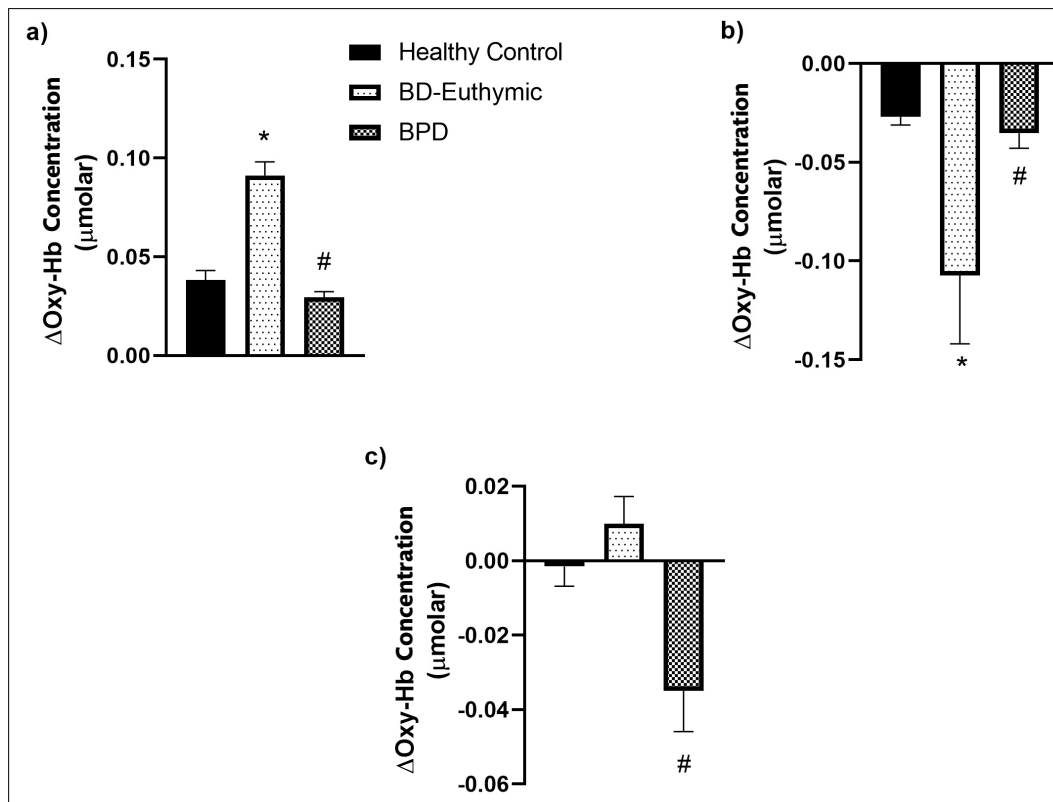 a)
Healthy Control
BD-Euthymic
BPD
ΔOxy-Hb Concentration
(μmolar)
0.15
0.10
0.05
0.00
*
#
b)
ΔOxy-Hb Concentration
(μmolar)
0.00
-0.05
-0.10
-0.15
#
*
c)
ΔOxy-Hb Concentration
(μmolar)
0.02
0.00
-0.02
-0.04
-0.06
#